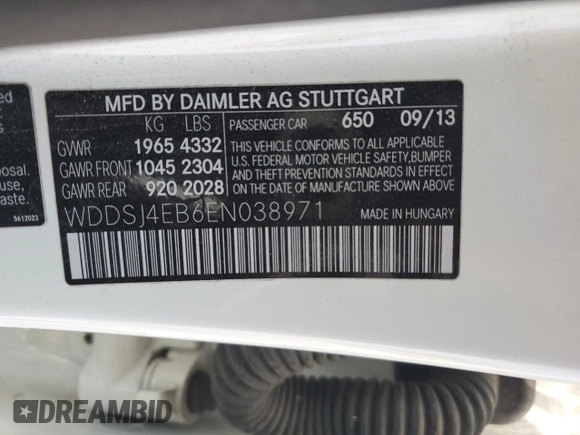 ed
posal.
use,
aste.
5612023
MFD BY DAIMLER AG STUTTGART
KG LBS
GVWR 1965 4332
GAWR FRONT 1045 2304
GAWR REAR 920 2028
PASSENGER CAR 650 09/13
THIS VEHICLE CONFORMS TO ALL APPLICABLE
U.S. FEDERAL MOTOR VEHICLE SAFETY,BUMPER
AND THEFT PREVENTION STANDARDS IN EFFECT
ON THE DATE OF MANUFACTURE SHOWN ABOVE.
WDDSJ4EB6EN038971
MADE IN HUNGARY
DREAMBID